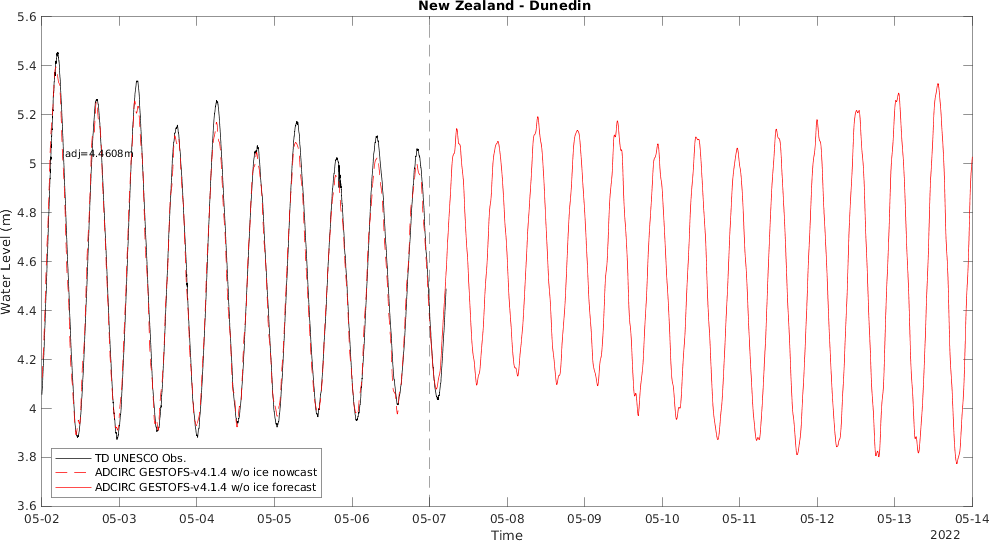 New Zealand - Dunedin
5.6
5.4
5.2
5
4.8
4.6
4.4
4.2
4
3.8
3.6
Water Level (m)
adj=4.4608m
TD UNESCO Obs.
ADCIRC GESTOFS-v4.1.4 w/o ice nowcast
ADCIRC GESTOFS-v4.1.4 w/o ice forecast
05-02 05-03 05-04 05-05 05-06 05-07 05-08 05-09 05-10 05-11 05-12 05-13 05-14
Time
2022